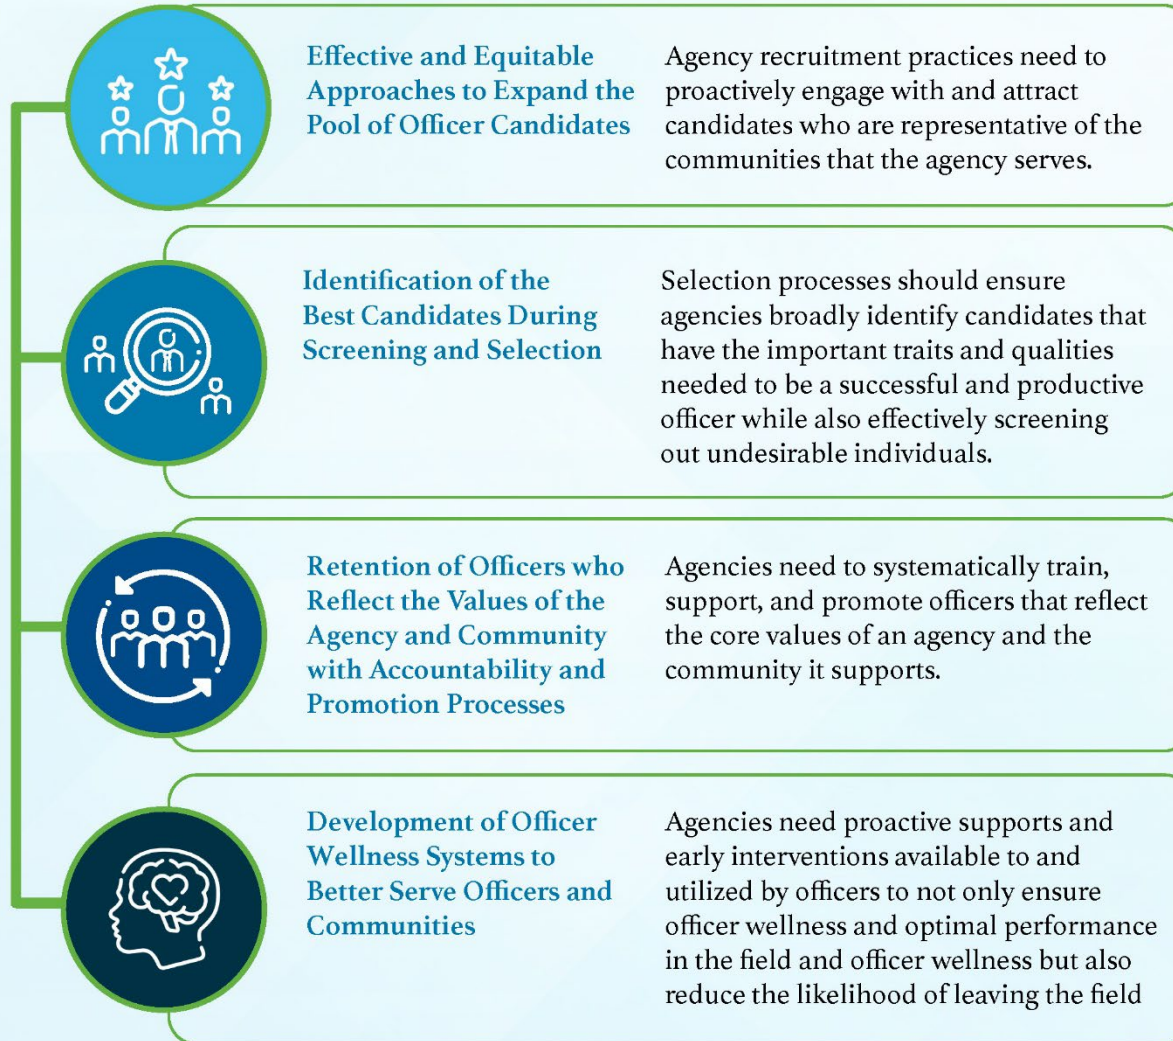 Effective and Equitable
Approaches to Expand the
Pool of Officer Candidates
Agency recruitment practices need to
proactively engage with and attract
candidates who are representative of the
communities that the agency serves.
Identification of the
Best Candidates During
Screening and Selection
Selection processes should ensure
agencies broadly identify candidates that
have the important traits and qualities
needed to be a successful and productive
officer while also effectively screening
out undesirable individuals.
Retention of Officers who
Reflect the Values of the
Agency and Community
with Accountability and
Promotion Processes
Agencies need to systematically train,
support, and promote officers that reflect
the core values of an agency and the
community it supports.
Development of Officer
Wellness Systems to
Better Serve Officers and
Communities
Agencies need proactive supports and
early interventions available to and
utilized by officers to not only ensure
officer wellness and optimal performance
in the field and officer wellness but also
reduce the likelihood of leaving the field